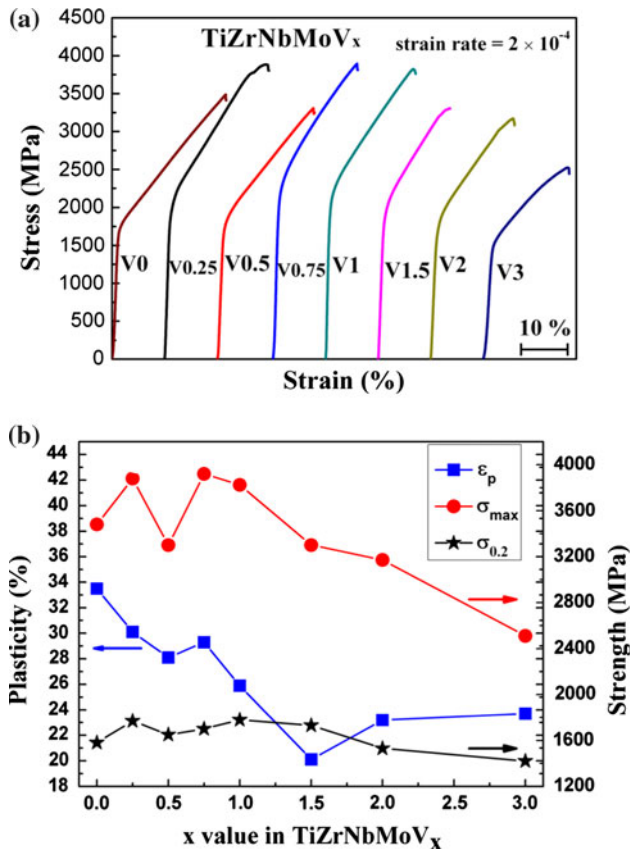 (a)
TiZrNbMoVx
strain rate = 2 × 10⁻⁴
4500
4000
3500
3000
2500
2000
1500
1000
500
0
Stress (MPa)
V0
V0.25
V0.5
V0.75
V1
V1.5
V2
V3
10 %
Strain (%)
(b)
44
42
40
38
36
34
32
30
28
26
24
22
20
18
Plasticity (%)
εp
σmax
σ0.2
4000
3600
3200
2800
2400
2000
1600
1200
Strength (MPa)
0.0
0.5
1.0
1.5
2.0
2.5
3.0
x value in TiZrNbMoVx